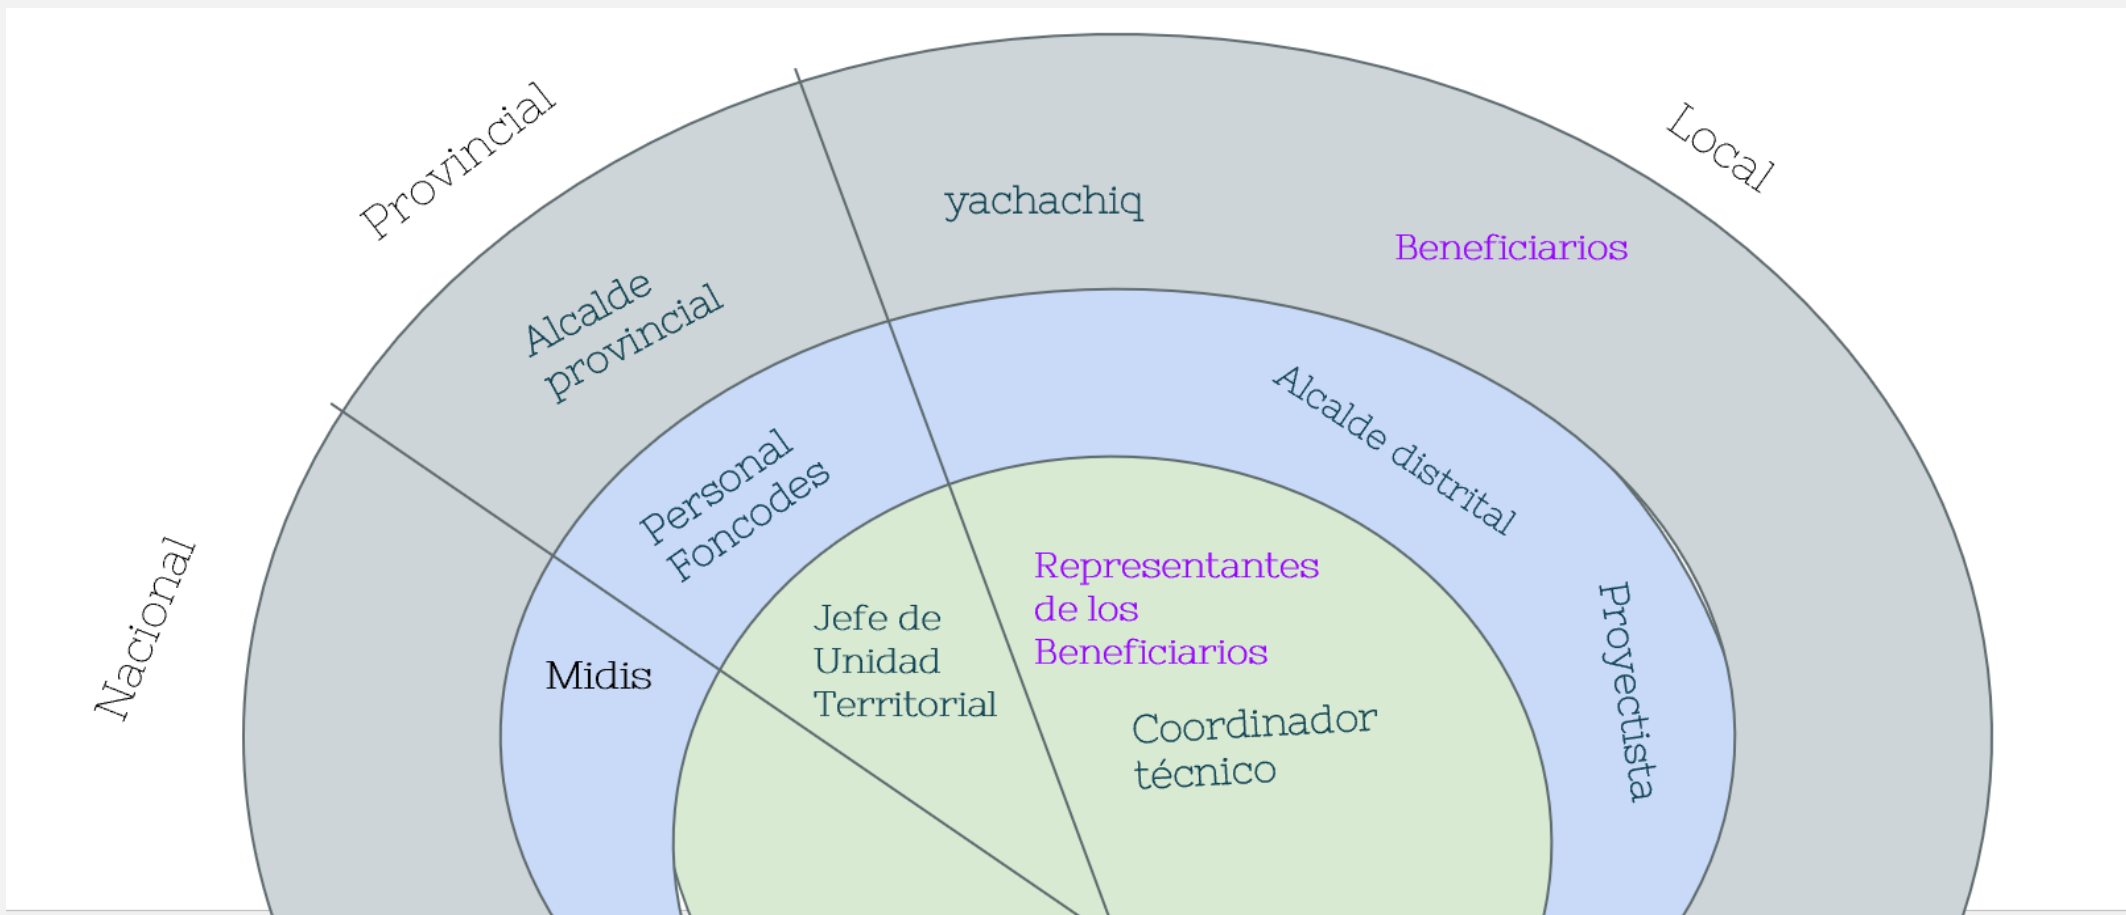 Nacional
Provincial
Local
Alcalde
provincial
yachachiq
Beneficiarios
Personal
Foncodes
Alcalde distrital
Midis
Proyectista
Jefe de
Unidad
Territorial
Representantes
de los
Beneficiarios
Coordinador
técnico